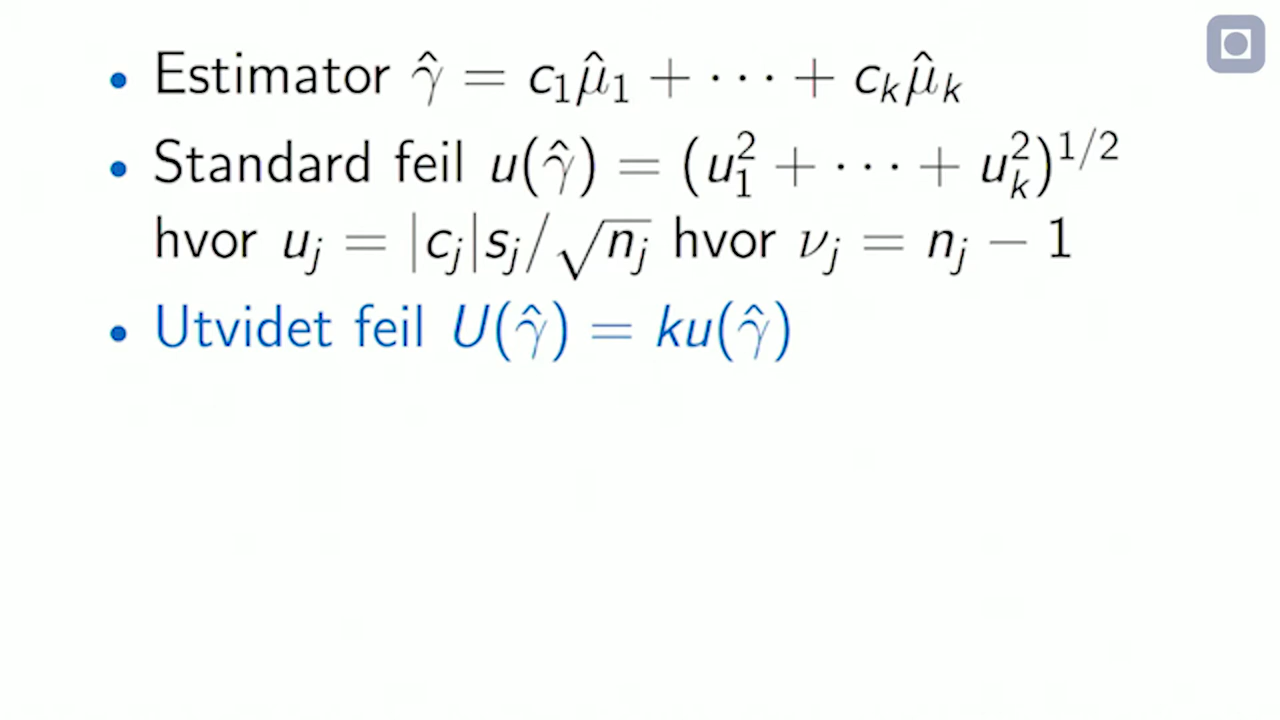 • Estimator γ̂ = c₁μ̂₁ + ··· + cₖμ̂ₖ
• Standard feil u(γ̂) = (u₁² + ··· + uₖ²)^{1/2}
hvor uⱼ = |cⱼ|sⱼ/√nⱼ hvor νⱼ = nⱼ − 1
• Utvidet feil U(γ̂) = ku(γ̂)